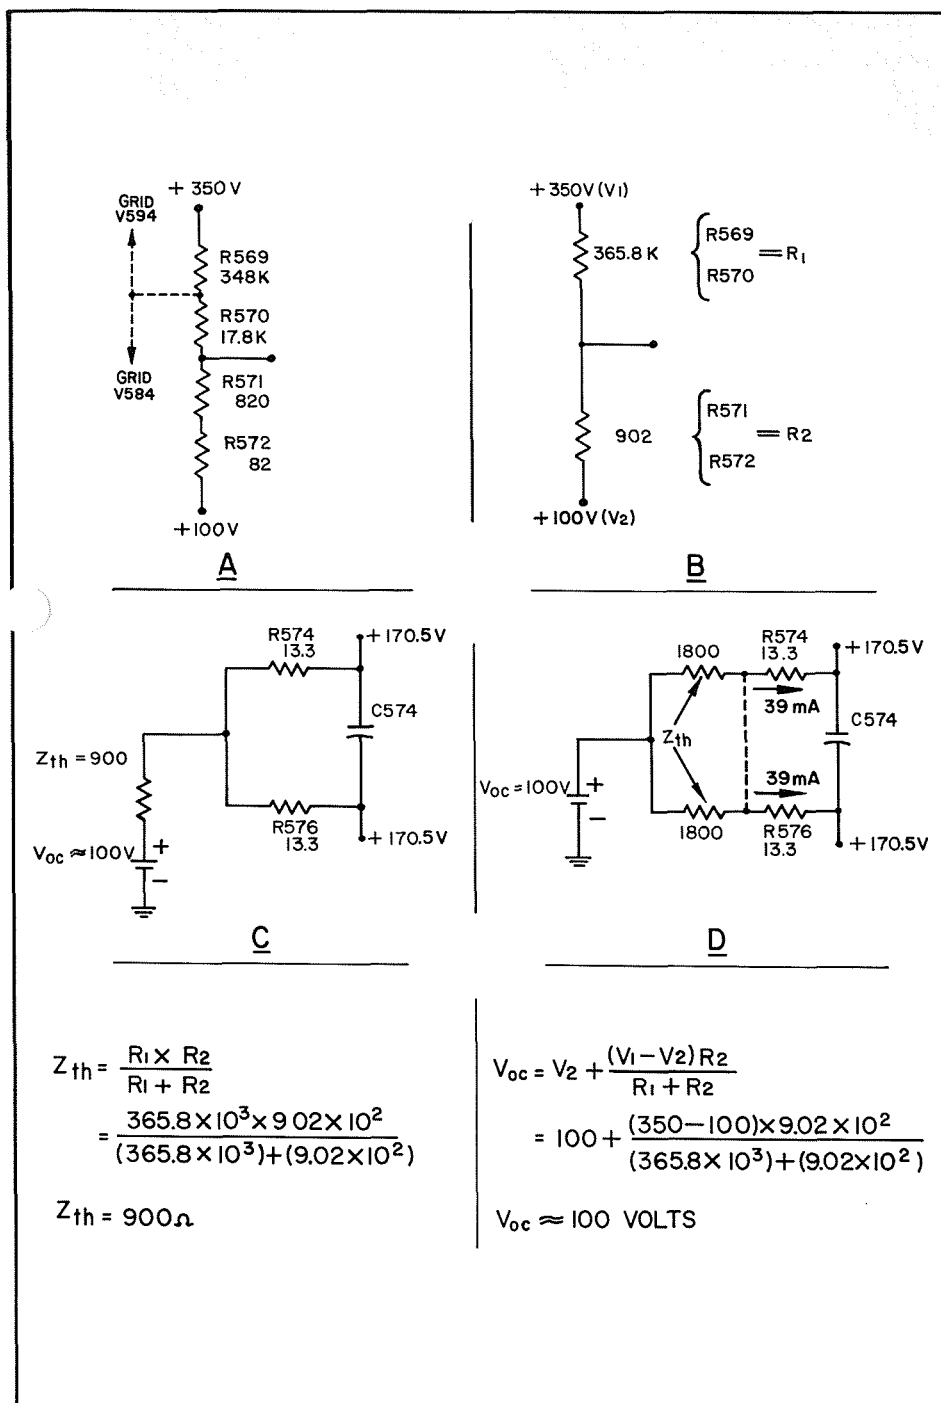 + 350 V
GRID
V594
R569
348K
R570
17.8K
GRID
V584
R571
820
R572
82
+100V
A
+350V(V1)
365.8 K
R569
R570
= R1
902
R571
R572
= R2
+100V(V2)
B
R574
13.3
+170.5V
C574
Zth = 900
R576
13.3
+170.5V
Voc ≈ 100V
+
−
C
1800
R574
13.3
+170.5V
39 mA
C574
Zth
Voc = 100V
+
−
39mA
1800
R576
13.3
+170.5V
D
Zth = R1 × R2 / R1 + R2
= 365.8 × 10³ × 9 02 × 10² / (365.8 × 10³) + (9.02 × 10²)
Zth = 900Ω
Voc = V2 + (V1 − V2) R2 / R1 + R2
= 100 + (350 − 100) × 9.02 × 10² / (365.8 × 10³) + (9.02 × 10²)
Voc ≈ 100 VOLTS